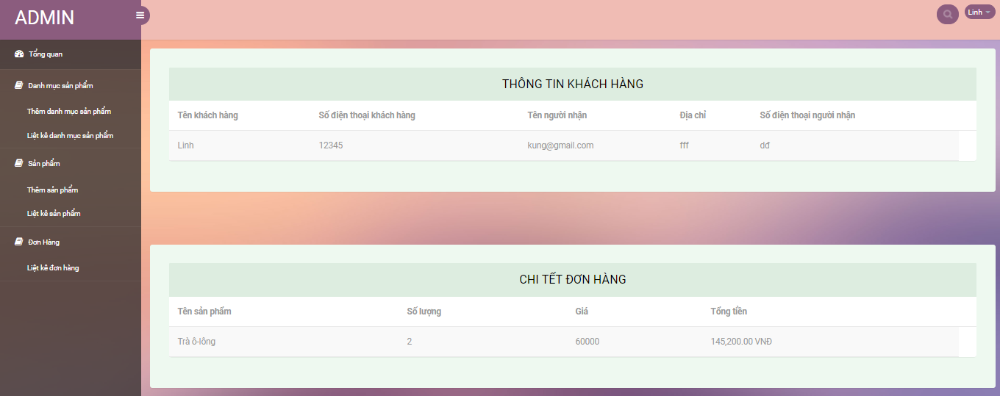 ADMIN
Linh
Tổng quan
Danh mục sản phẩm
Thêm danh mục sản phẩm
Liệt kê danh mục sản phẩm
Sản phẩm
Thêm sản phẩm
Liệt kê sản phẩm
Đơn Hàng
Liệt kê đơn hàng
THÔNG TIN KHÁCH HÀNG
Tên khách hàng Số điện thoại khách hàng Tên người nhận Địa chỉ Số điện thoại người nhận
Linh 12345 kung@gmail.com fff dđ
CHI TẾT ĐƠN HÀNG
Tên sản phẩm Số lượng Giá Tổng tiền
Trà ô-lông 2 60000 145,200.00 VNĐ